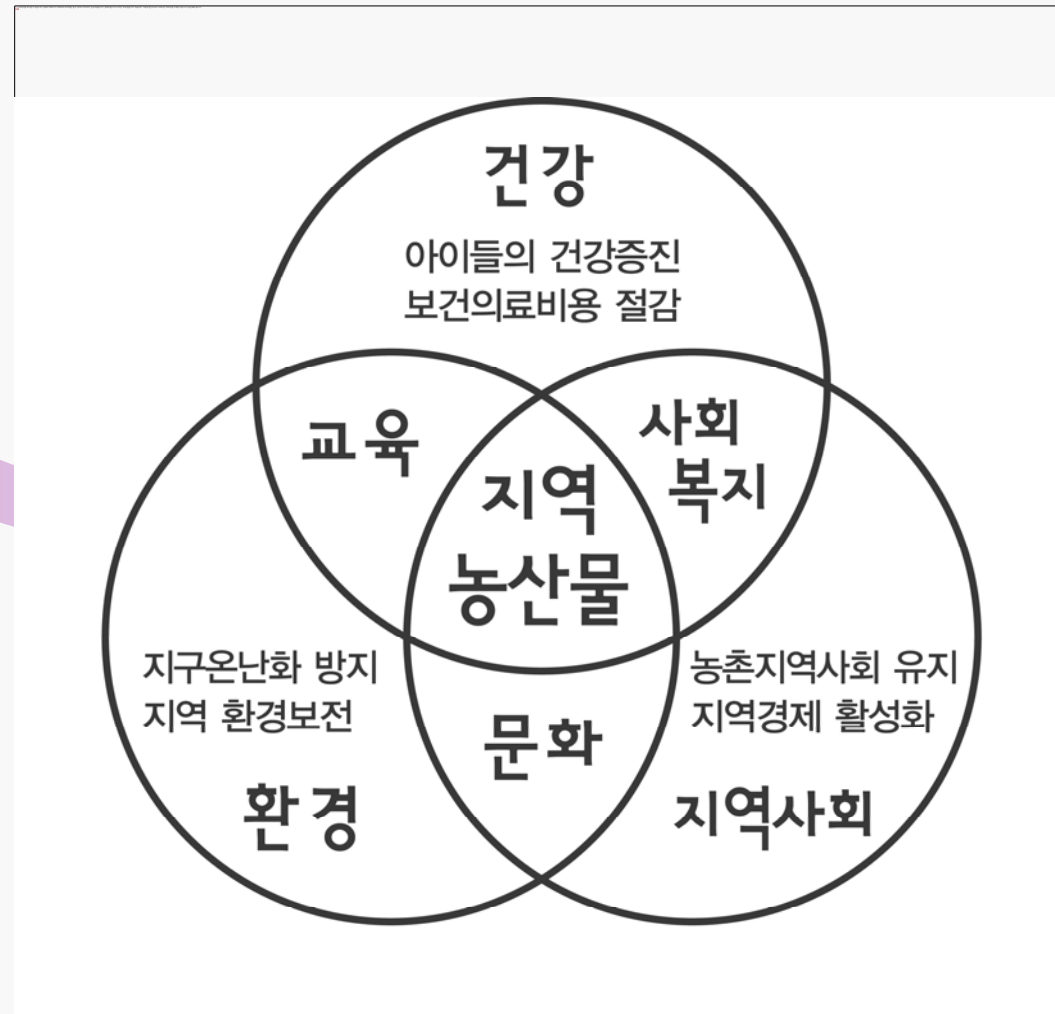 건강
아이들의 건강증진
보건의료비용 절감
교육
사회
복지
지역
농산물
지구온난화 방지
지역 환경보전
환경
문화
농촌지역사회 유지
지역경제 활성화
지역사회